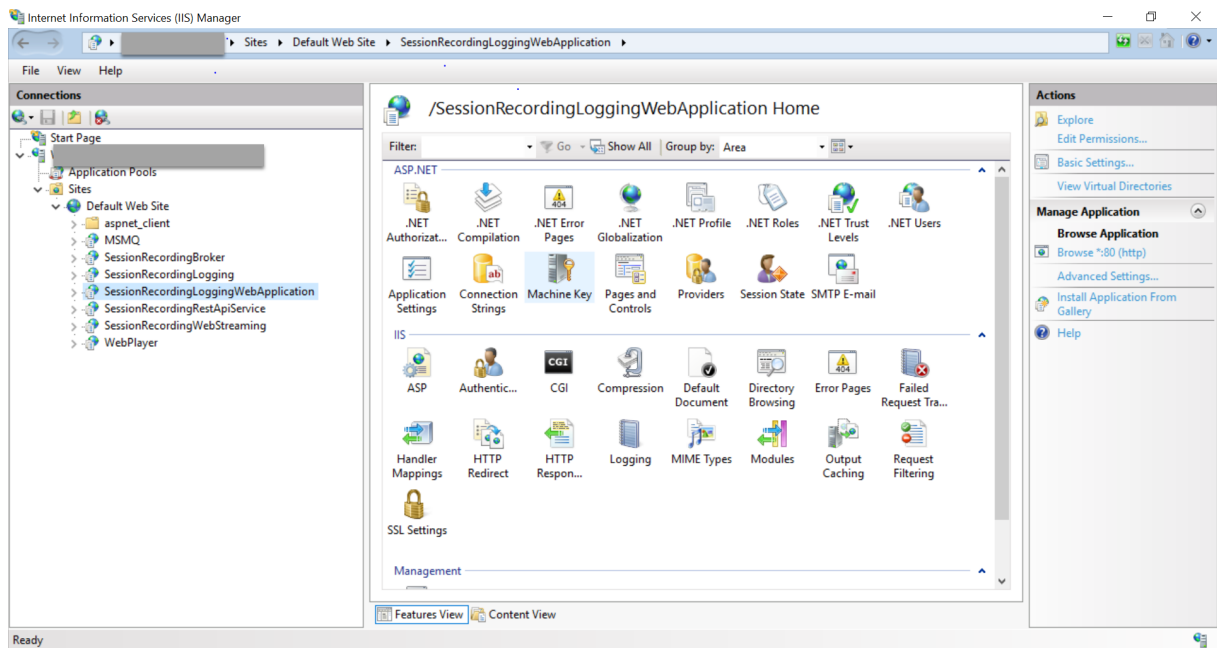 Internet Information Services (IIS) Manager
Sites Default Web Site SessionRecordingLoggingWebApplication
File View Help
Connections
Start Page
Application Pools
Sites
Default Web Site
aspnet_client
MSMQ
SessionRecordingBroker
SessionRecordingLogging
SessionRecordingLoggingWebApplication
SessionRecordingRestApiService
SessionRecordingWebStreaming
WebPlayer
/SessionRecordingLoggingWebApplication Home
Filter: Go Show All Group by: Area
ASP.NET
.NET Authorizat...
.NET Compilation
.NET Error Pages
.NET Globalization
.NET Profile
.NET Roles
.NET Trust Levels
.NET Users
Application Settings
Connection Strings
Machine Key
Pages and Controls
Providers
Session State
SMTP E-mail
IIS
ASP
Authentic...
CGI
Compression
Default Document
Directory Browsing
Error Pages
Failed Request Tra...
Handler Mappings
HTTP Redirect
HTTP Respon...
Logging
MIME Types
Modules
Output Caching
Request Filtering
SSL Settings
Management
Features View Content View
Actions
Explore
Edit Permissions...
Basic Settings...
View Virtual Directories
Manage Application
Browse Application
Browse *:80 (http)
Advanced Settings...
Install Application From
Gallery
Help
Ready